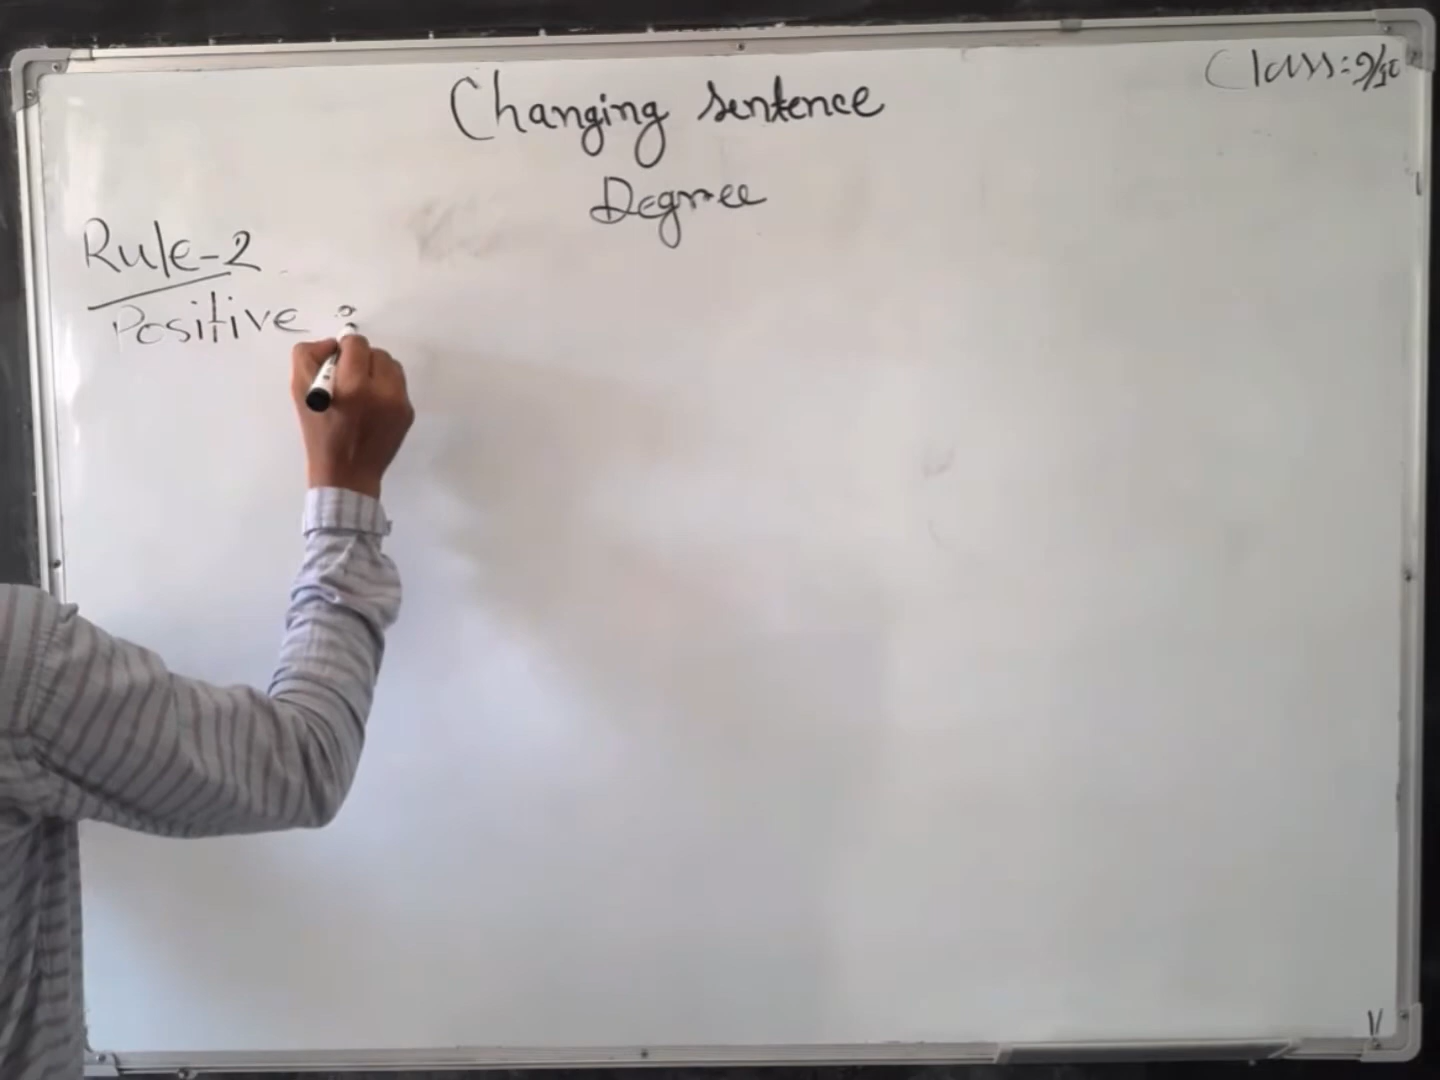 Class:9/10
Changing sentence
Degree
Rule-2
Positive :